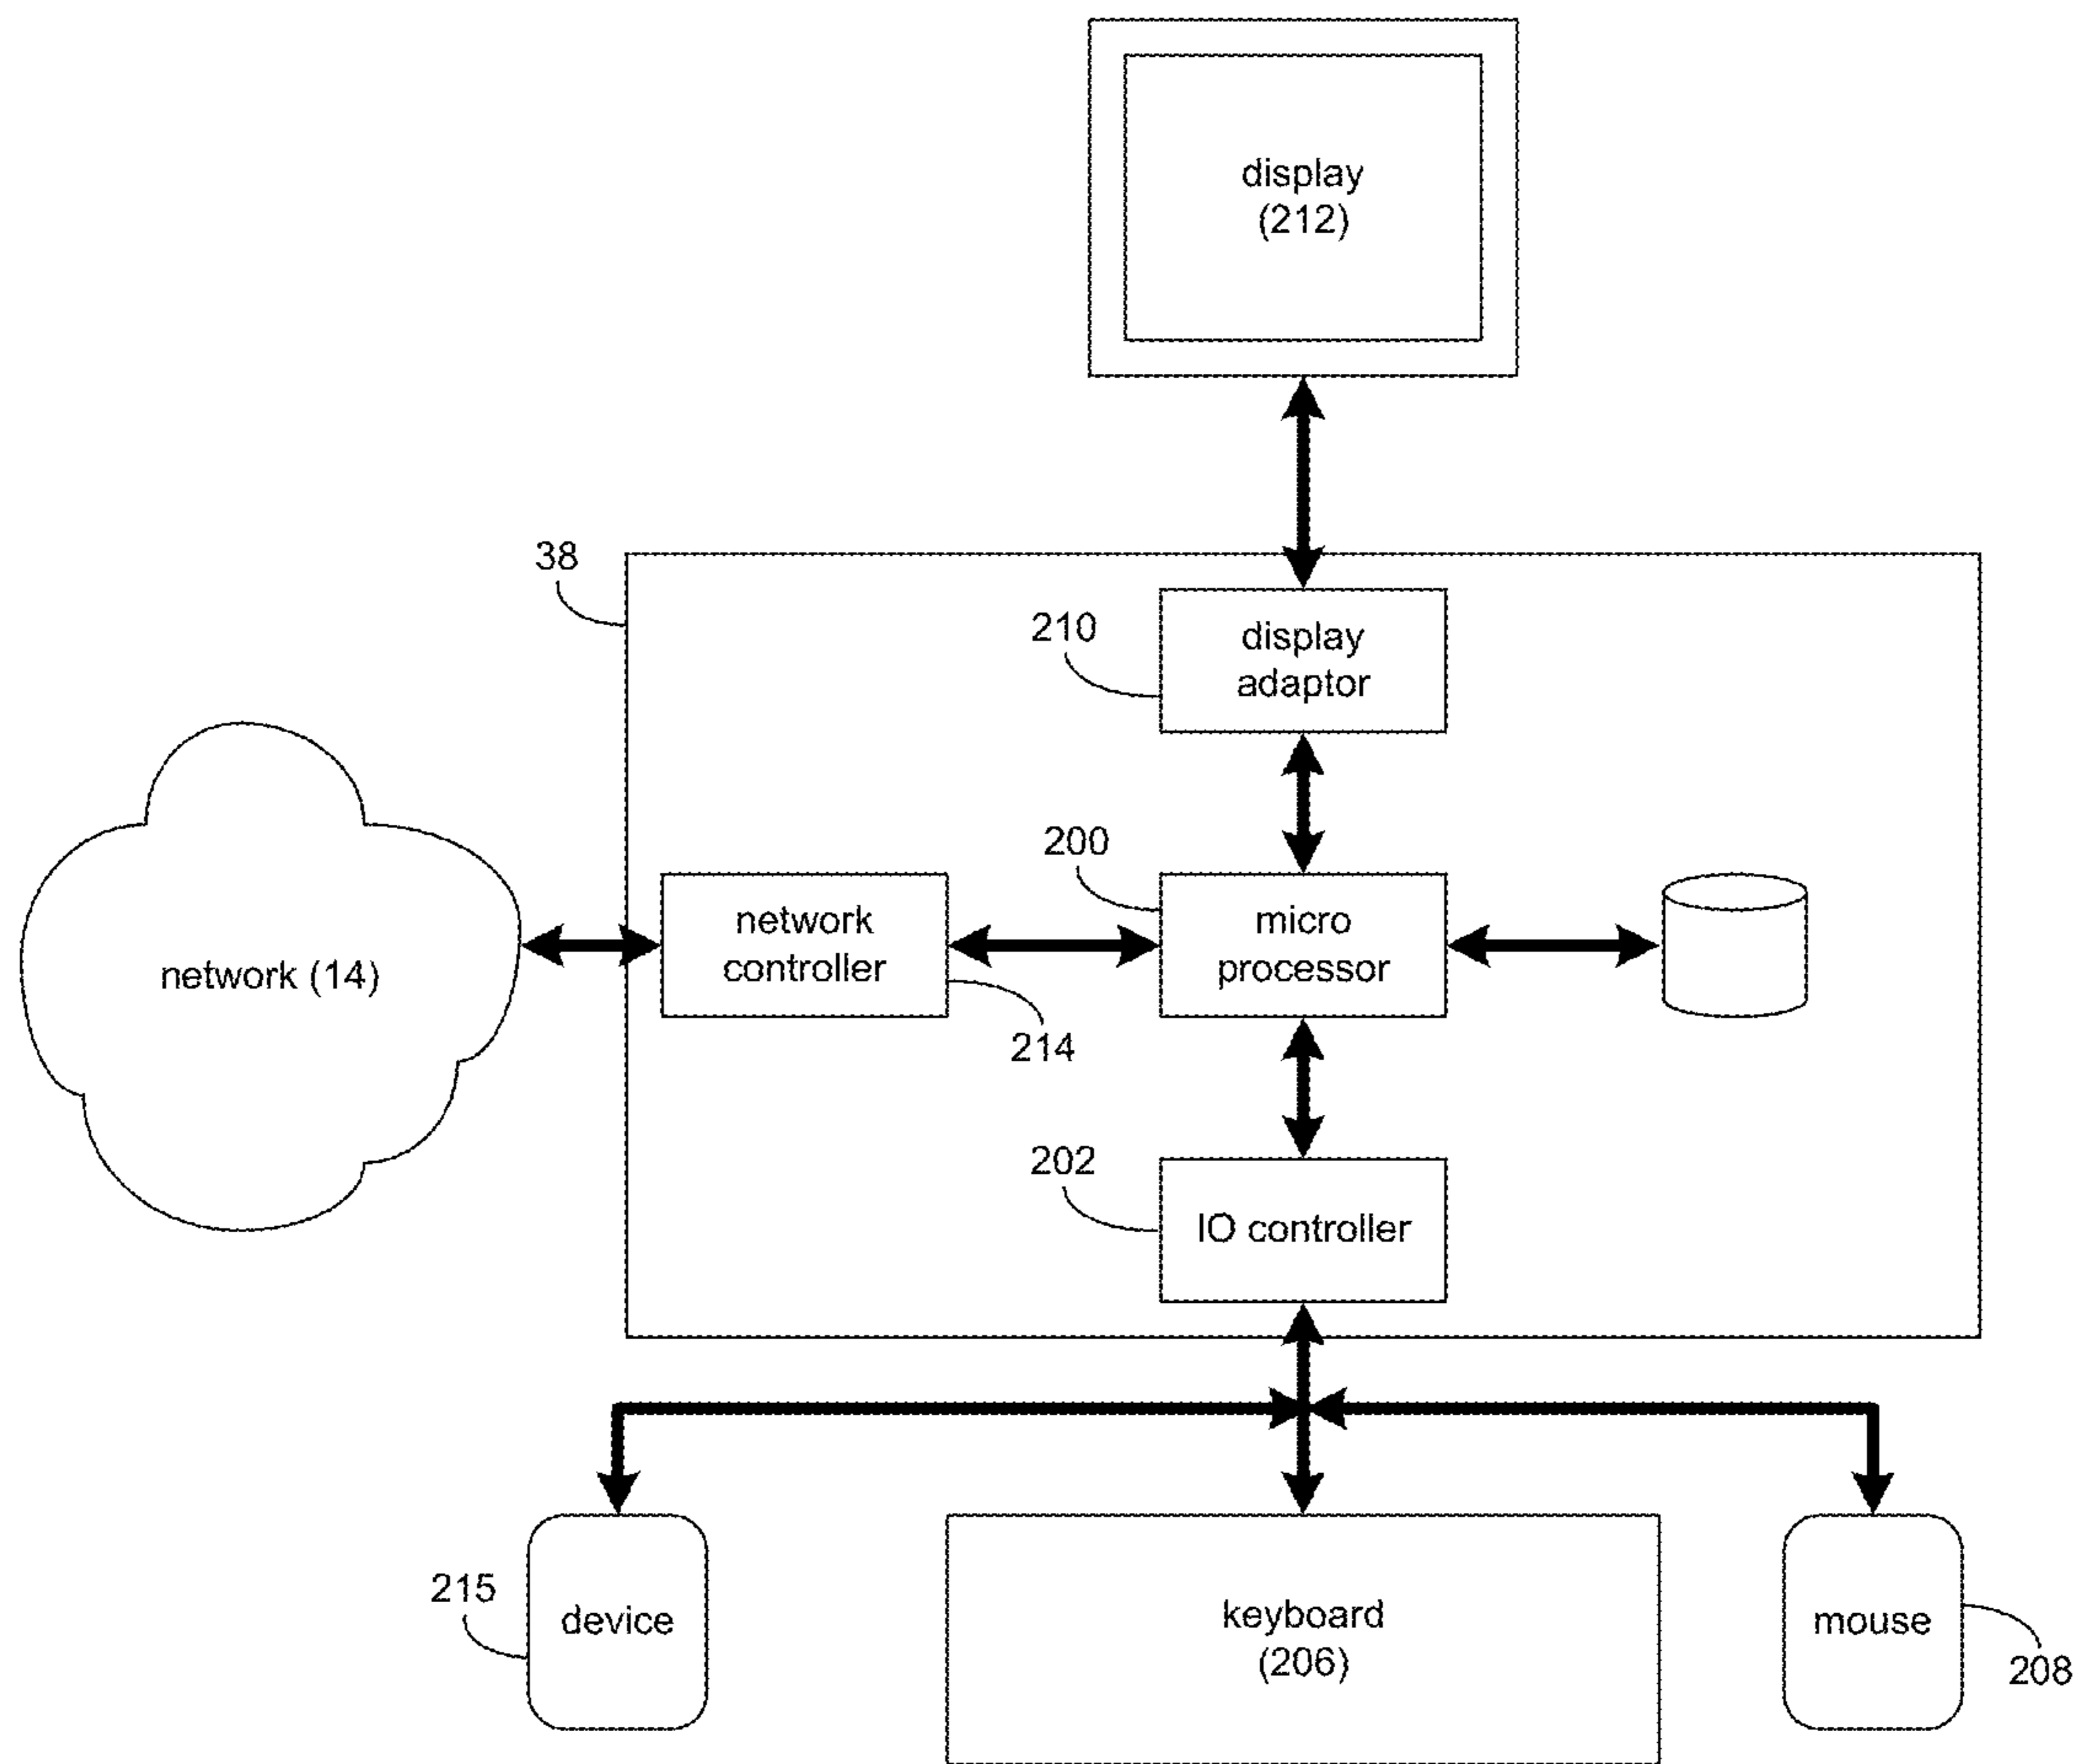 display
(212)
38
210
display
adaptor
200
network
controller
micro
processor
network (14)
214
202
IO controller
215
device
keyboard
(206)
mouse
208